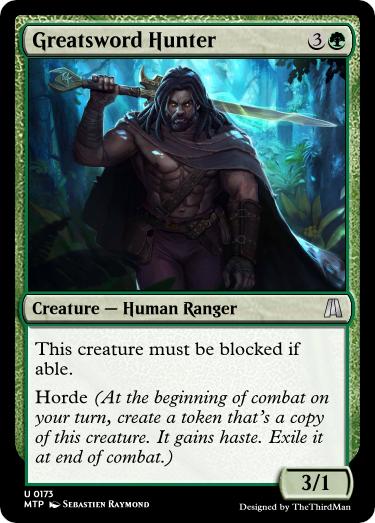 Greatsword Hunter 3
Creature — Human Ranger
This creature must be blocked if
able.
Horde (At the beginning of combat on
your turn, create a token that's a copy
of this creature. It gains haste. Exile it
at end of combat.)
3/1
U 0173
MTP Sebastien Raymond
Designed by TheThirdMan